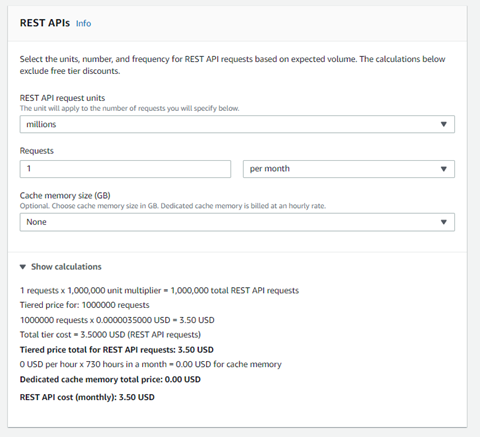 REST APIs Info
Select the units, number, and frequency for REST API requests based on expected volume. The calculations below
exclude free tier discounts.
REST API request units
The unit will apply to the number of requests you will specify below.
millions
Requests
1 per month
Cache memory size (GB)
Optional. Choose cache memory size in GB. Dedicated cache memory is billed at an hourly rate.
None
Show calculations
1 requests x 1,000,000 unit multiplier = 1,000,000 total REST API requests
Tiered price for: 1000000 requests
1000000 requests x 0.0000035000 USD = 3.50 USD
Total tier cost = 3.5000 USD (REST API requests)
Tiered price total for REST API requests: 3.50 USD
0 USD per hour x 730 hours in a month = 0.00 USD for cache memory
Dedicated cache memory total price: 0.00 USD
REST API cost (monthly): 3.50 USD